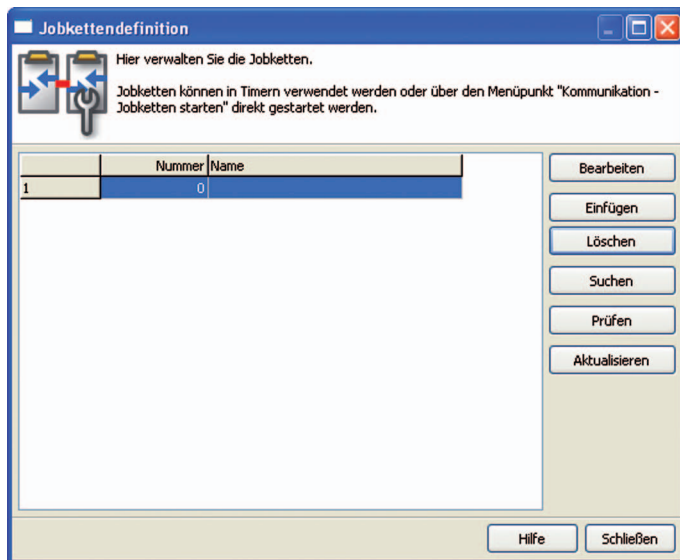 Jobkettendefinition
Hier verwalten Sie die Jobketten.
Jobketten können in Timern verwendet werden oder über den Menüpunkt "Kommunikation -
Jobketten starten" direkt gestartet werden.
Nummer Name
1 0
Bearbeiten
Einfügen
Löschen
Suchen
Prüfen
Aktualisieren
Hilfe
Schließen